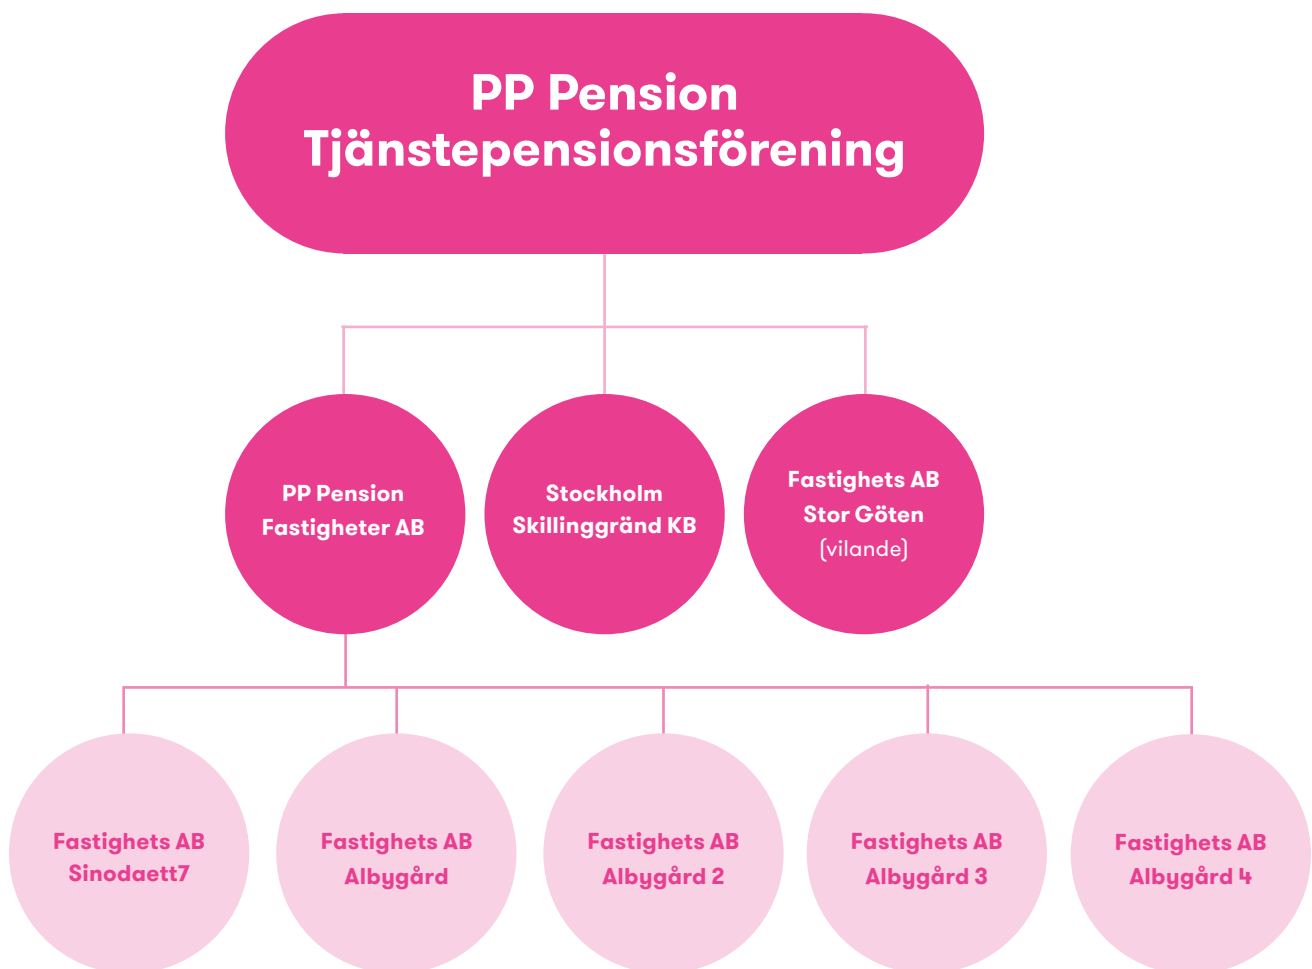 PP Pension
Tjänstepensionsförening
PP Pension
Fastigheter AB
Stockholm
Skillinggränd KB
Fastighets AB
Stor Göten
(vilande)
Fastighets AB
Sinodaett7
Fastighets AB
Albygård
Fastighets AB
Albygård 2
Fastighets AB
Albygård 3
Fastighets AB
Albygård 4